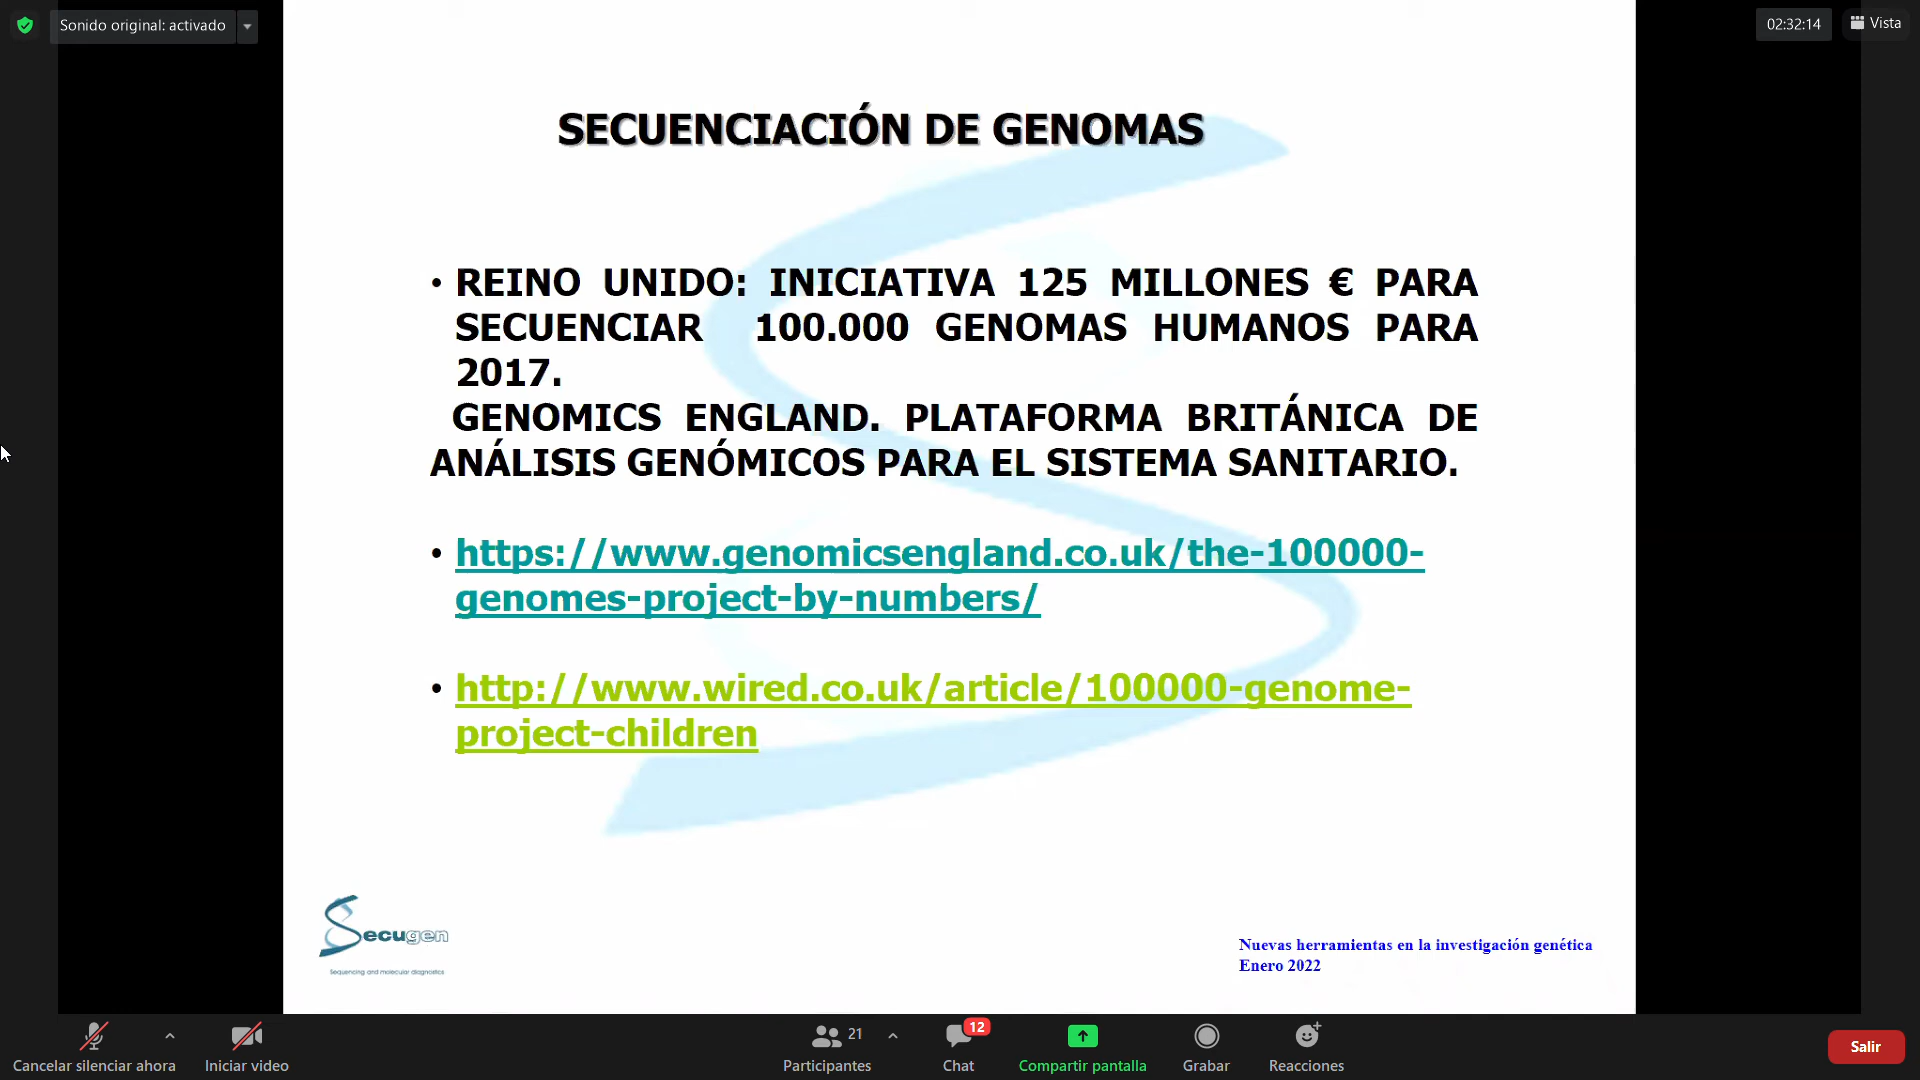 Sonido original: activado
02:32:14
Vista
SECUENCIACIÓN DE GENOMAS
• REINO UNIDO: INICIATIVA 125 MILLONES € PARA
SECUENCIAR 100.000 GENOMAS HUMANOS PARA
2017.
GENOMICS ENGLAND. PLATAFORMA BRITÁNICA DE
ANÁLISIS GENÓMICOS PARA EL SISTEMA SANITARIO.
• https://www.genomicsengland.co.uk/the-100000-
genomes-project-by-numbers/
• http://www.wired.co.uk/article/100000-genome-
project-children
Secugen
Sequencing and molecular diagnostics
Nuevas herramientas en la investigación genética
Enero 2022
Cancelar silenciar ahora
Iniciar video
21
Participantes
12
Chat
Compartir pantalla
Grabar
Reacciones
Salir